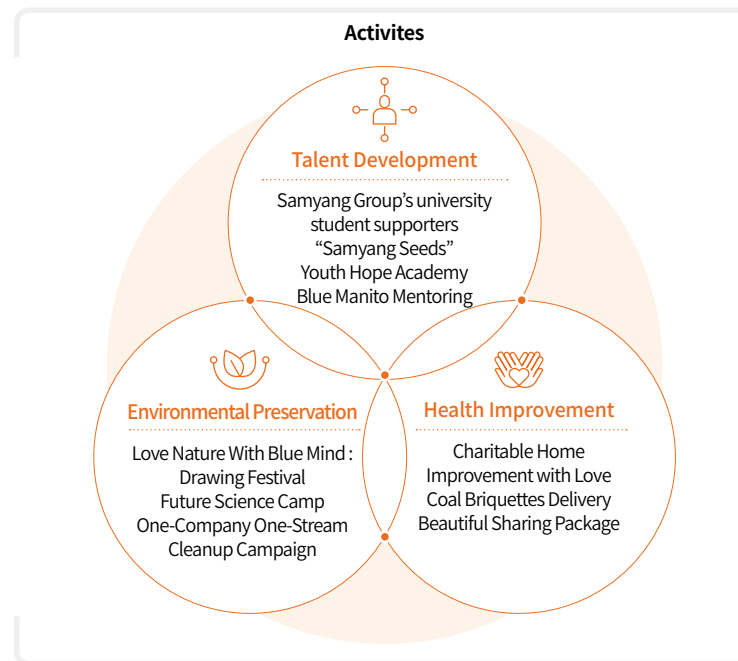 Activites
Talent Development
Samyang Group's university
student supporters
“Samyang Seeds”
Youth Hope Academy
Blue Manito Mentoring
Environmental Preservation
Love Nature With Blue Mind :
Drawing Festival
Future Science Camp
One-Company One-Stream
Cleanup Campaign
Health Improvement
Charitable Home
Improvement with Love
Coal Briquettes Delivery
Beautiful Sharing Package